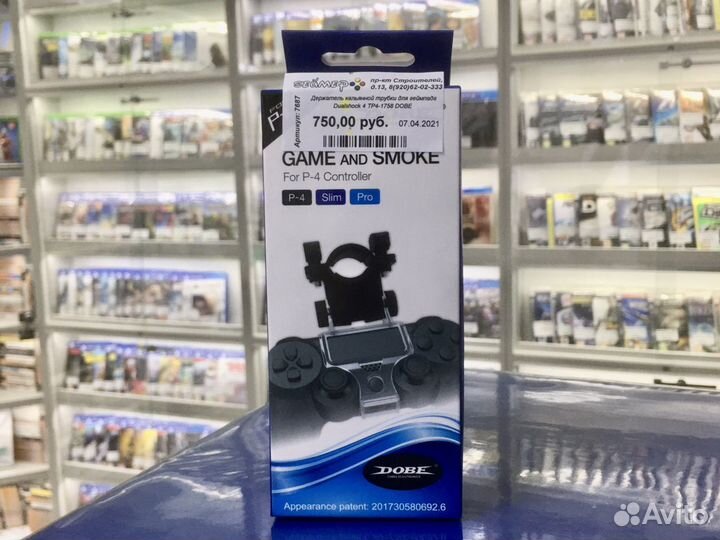 ГЕЙМЕР
пр-кт Строителей,
д.13, 8(920)62-02-333
Артикул: 7687
Держатель кальянной трубки для геймпада
Dualshock 4 TP4-1758 DOBE
750,00 руб.
07.04.2021
GAME AND SMOKE
For P-4 Controller
P-4
Slim
Pro
DOBE
Appearance patent: 201730580692.6
Avito